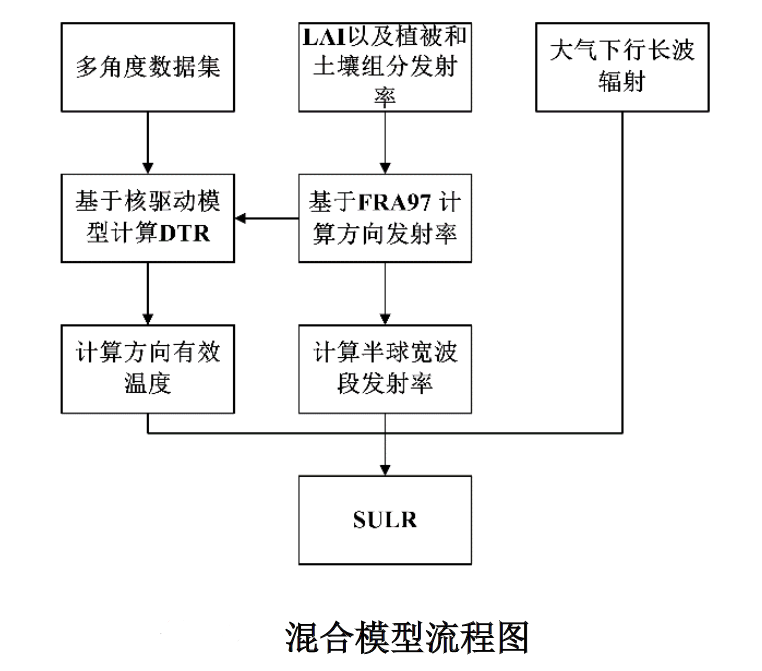 多角度数据集
LAI以及植被和
土壤组分发射
率
大气下行长波
辐射
基于核驱动模
型计算DTR
基于FRA97 计
算方向发射率
计算方向有效
温度
计算半球宽波
段发射率
SULR
混合模型流程图